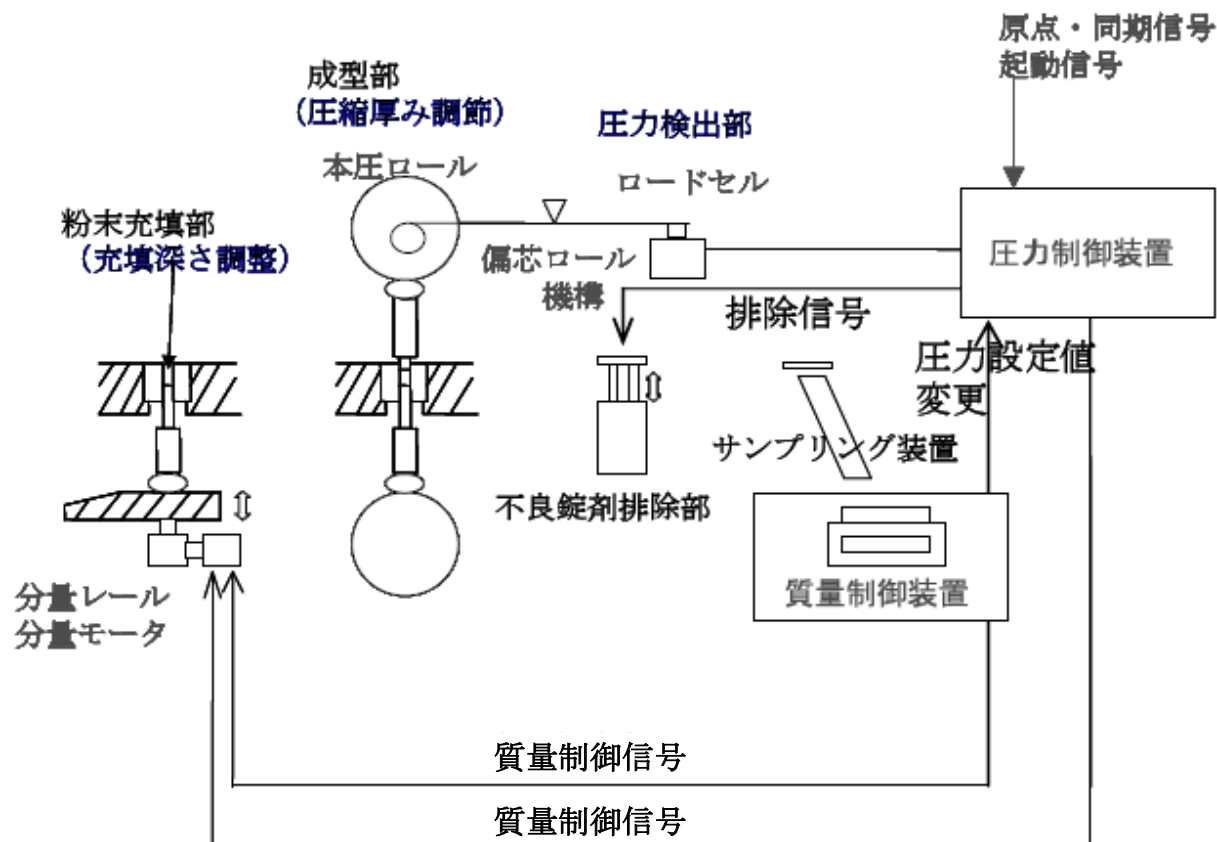 原点・同期信号
起動信号
成型部
（圧縮厚み調節）
圧力検出部
本圧ロール
ロードセル
粉末充填部
（充填深さ調整）
偏芯ロール
機構
圧力制御装置
排除信号
圧力設定値
変更
サンプリング装置
不良錠剤排除部
質量制御装置
分量レール
分量モータ
質量制御信号
質量制御信号